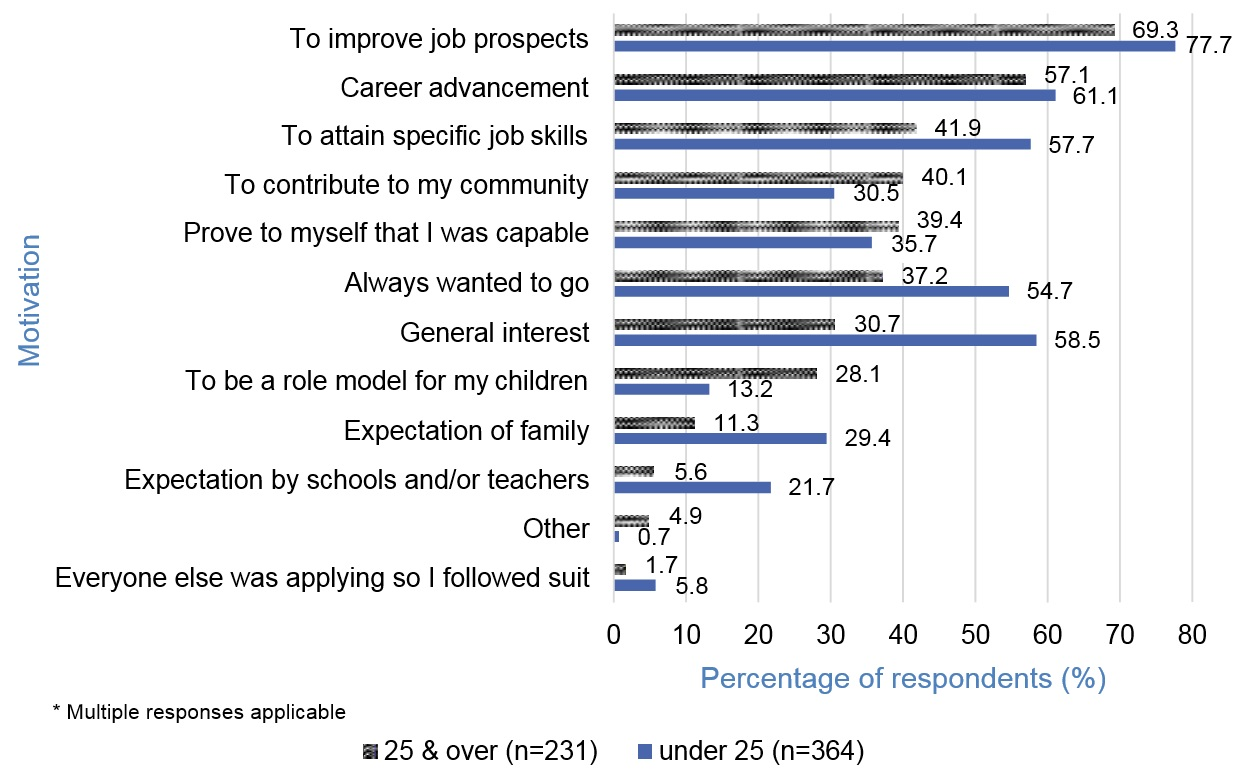 To improve job prospects
69.3
77.7
Career advancement
57.1
61.1
To attain specific job skills
41.9
57.7
To contribute to my community
40.1
30.5
Prove to myself that I was capable
39.4
35.7
Always wanted to go
37.2
54.7
General interest
30.7
58.5
To be a role model for my children
28.1
13.2
Expectation of family
11.3
29.4
Expectation by schools and/or teachers
5.6
21.7
Other
4.9
0.7
Everyone else was applying so I followed suit
1.7
5.8
Motivation
0 10 20 30 40 50 60 70 80
Percentage of respondents (%)
* Multiple responses applicable
25 & over (n=231) under 25 (n=364)